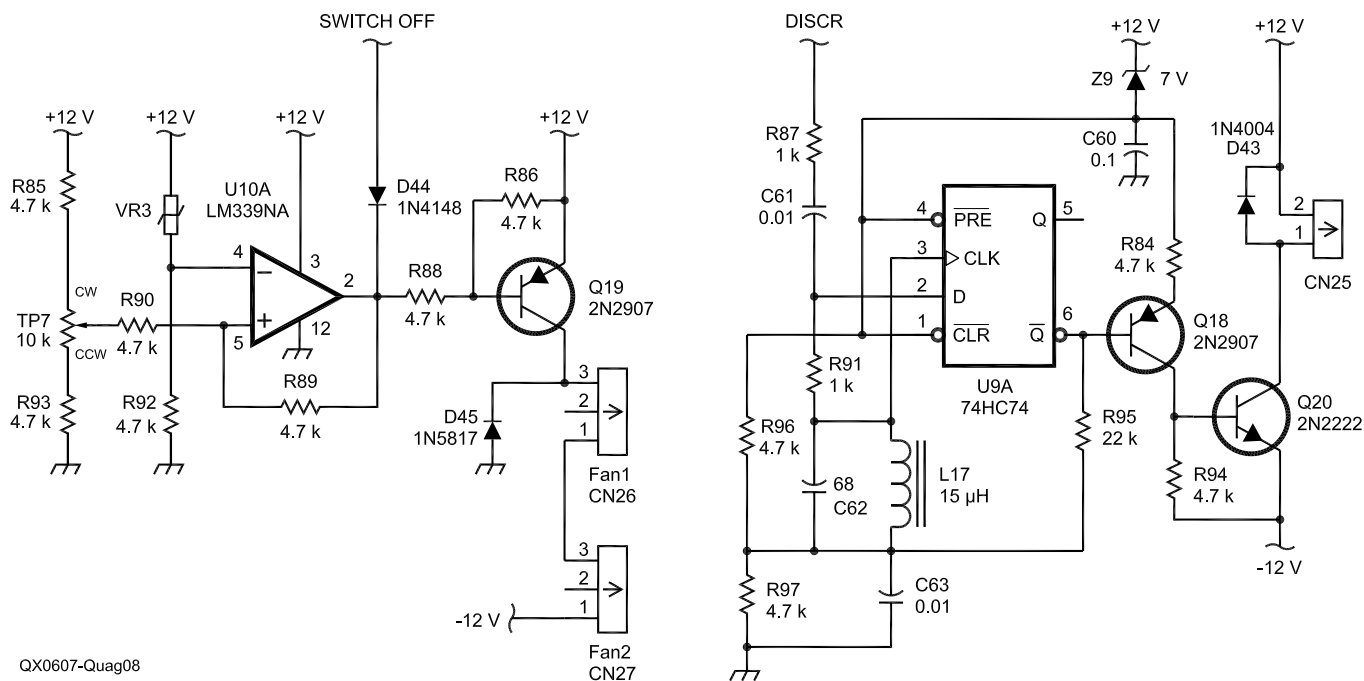 SWITCH OFF
+12 V
+12 V
+12 V
+12 V
R85
4.7 k
VR3
U10A
LM339NA
D44
1N4148
R86
4.7 k
4
3
2
R88
4.7 k
Q19
2N2907
CW
TP7
10 k
CCW
R90
4.7 k
5
12
R89
4.7 k
R93
4.7 k
R92
4.7 k
D45
1N5817
3
2
1
Fan1
CN26
3
2
1
-12 V
Fan2
CN27
QX0607-Quag08
DISCR
+12 V
+12 V
Z9
7 V
R87
1 k
C60
0.1
1N4004
D43
C61
0.01
4
PRE
Q
5
3
CLK
2
D
1
CLR
Q
6
U9A
74HC74
R84
4.7 k
2
1
CN25
Q18
2N2907
R91
1 k
Q20
2N2222
R96
4.7 k
R95
22 k
68
C62
L17
15 µH
R94
4.7 k
R97
4.7 k
C63
0.01
-12 V